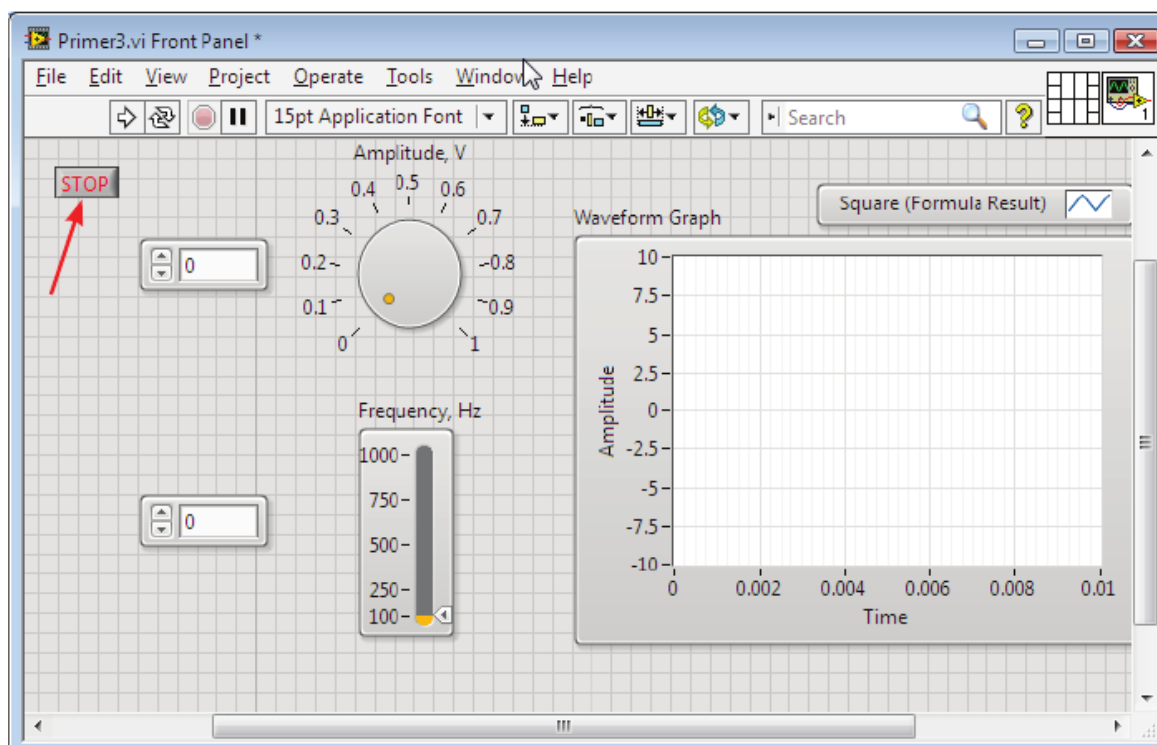 Primer3.vi Front Panel *
File Edit View Project Operate Tools Window Help
15pt Application Font
Search
1
STOP
Amplitude, V
0
0.1
0.2
0.3
0.4
0.5
0.6
0.7
0.8
0.9
1
0
Frequency, Hz
1000
750
500
250
100
0
Waveform Graph
Square (Formula Result)
Amplitude
10
7.5
5
2.5
0
-2.5
-5
-7.5
-10
0 0.002 0.004 0.006 0.008 0.01
Time